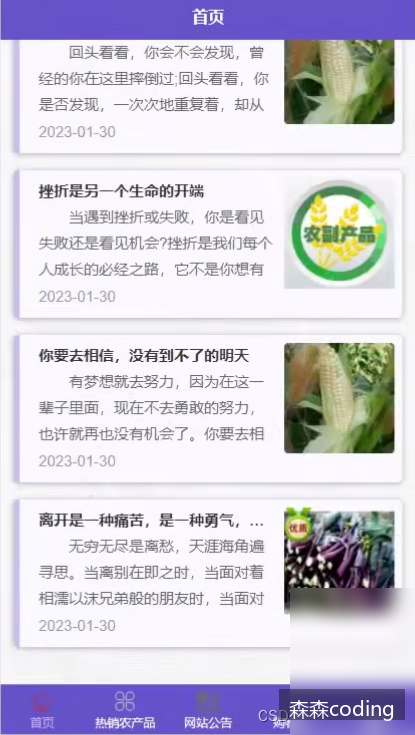 首页
回头看看，你会不会发现，曾
经的你在这里摔倒过;回头看看，你
是否发现，一次次地重复着，却从
2023-01-30
挫折是另一个生命的开端
当遇到挫折或失败，你是看见
失败还是看见机会?挫折是我们每个
人成长的必经之路，它不是你想有
2023-01-30
农副产品
你要去相信，没有到不了的明天
有梦想就去努力，因为在这一
辈子里面，现在不去勇敢的努力，
也许就再也没有机会了。你要去相
2023-01-30
离开是一种痛苦，是一种勇气，...
优质
无穷无尽是离愁，天涯海角遍
寻思。当离别在即之时，当面对着
相濡以沫兄弟般的朋友时，当面对
2023-01-30
首页
热销农产品
网站公告
森森coding